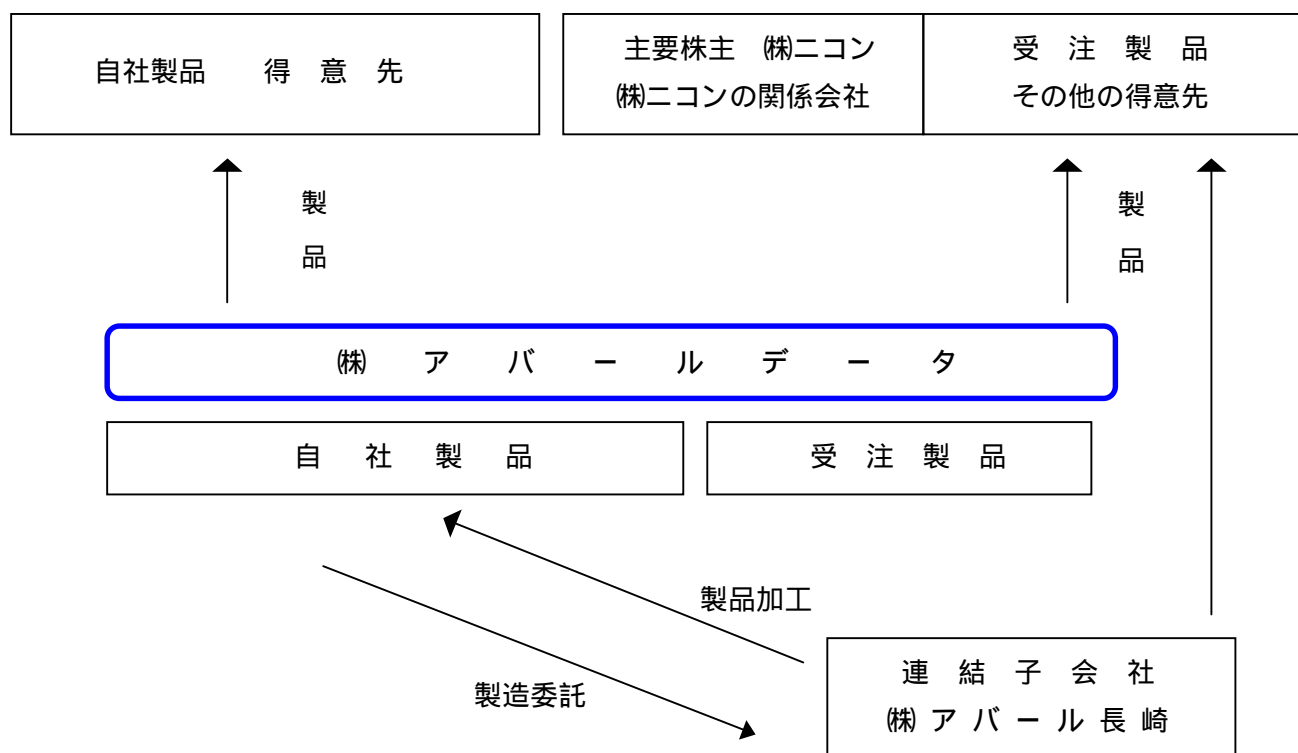 自社製品 得意先
主要株主 ㈱ニコン
㈱ニコンの関係会社
受注製品
その他の得意先
製品
製品
㈱アバールデータ
自社製品
受注製品
製品加工
製造委託
連結子会社
㈱アバール長崎